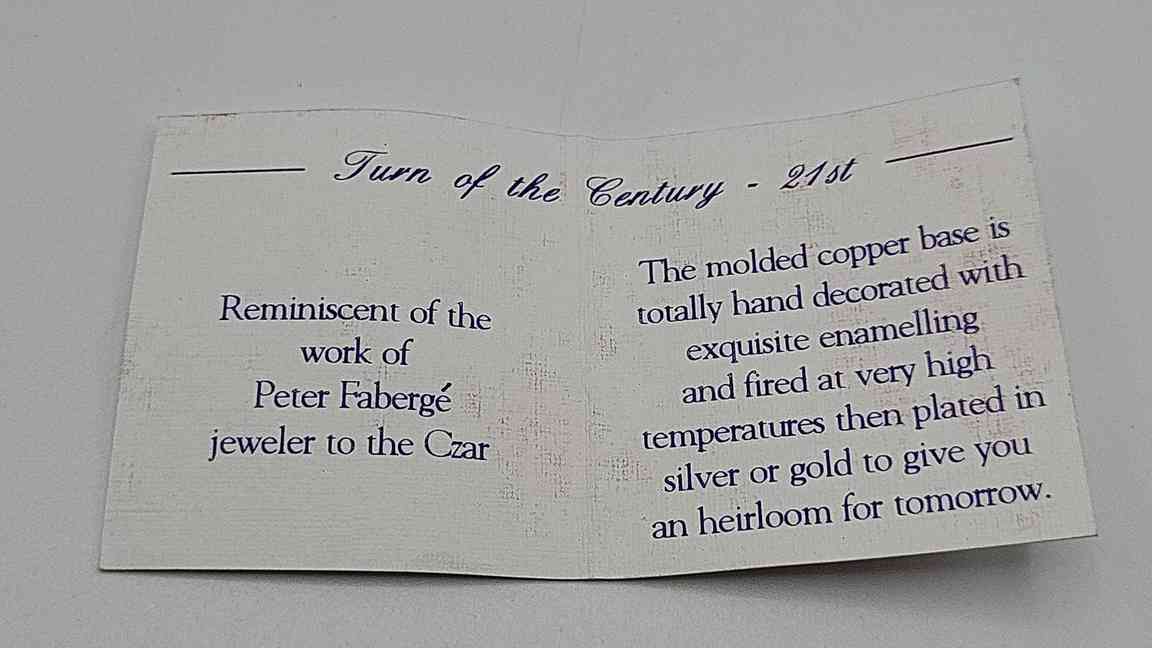 Turn of the Century - 21st
Reminiscent of the
work of
Peter Fabergé
jeweler to the Czar
The molded copper base is
totally hand decorated with
exquisite enamelling
and fired at very high
temperatures then plated in
silver or gold to give you
an heirloom for tomorrow.